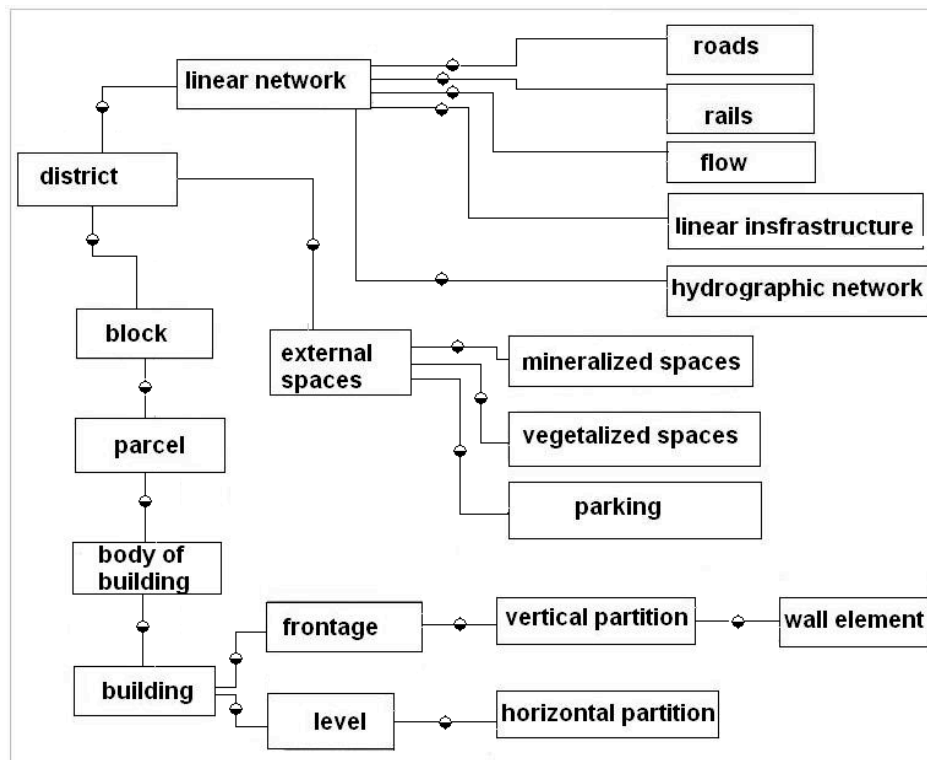 roads
linear network
rails
flow
district
linear insfrastructure
hydrographic network
block
external
spaces
mineralized spaces
vegetalized spaces
parcel
parking
body of
building
frontage
vertical partition
wall element
building
level
horizontal partition